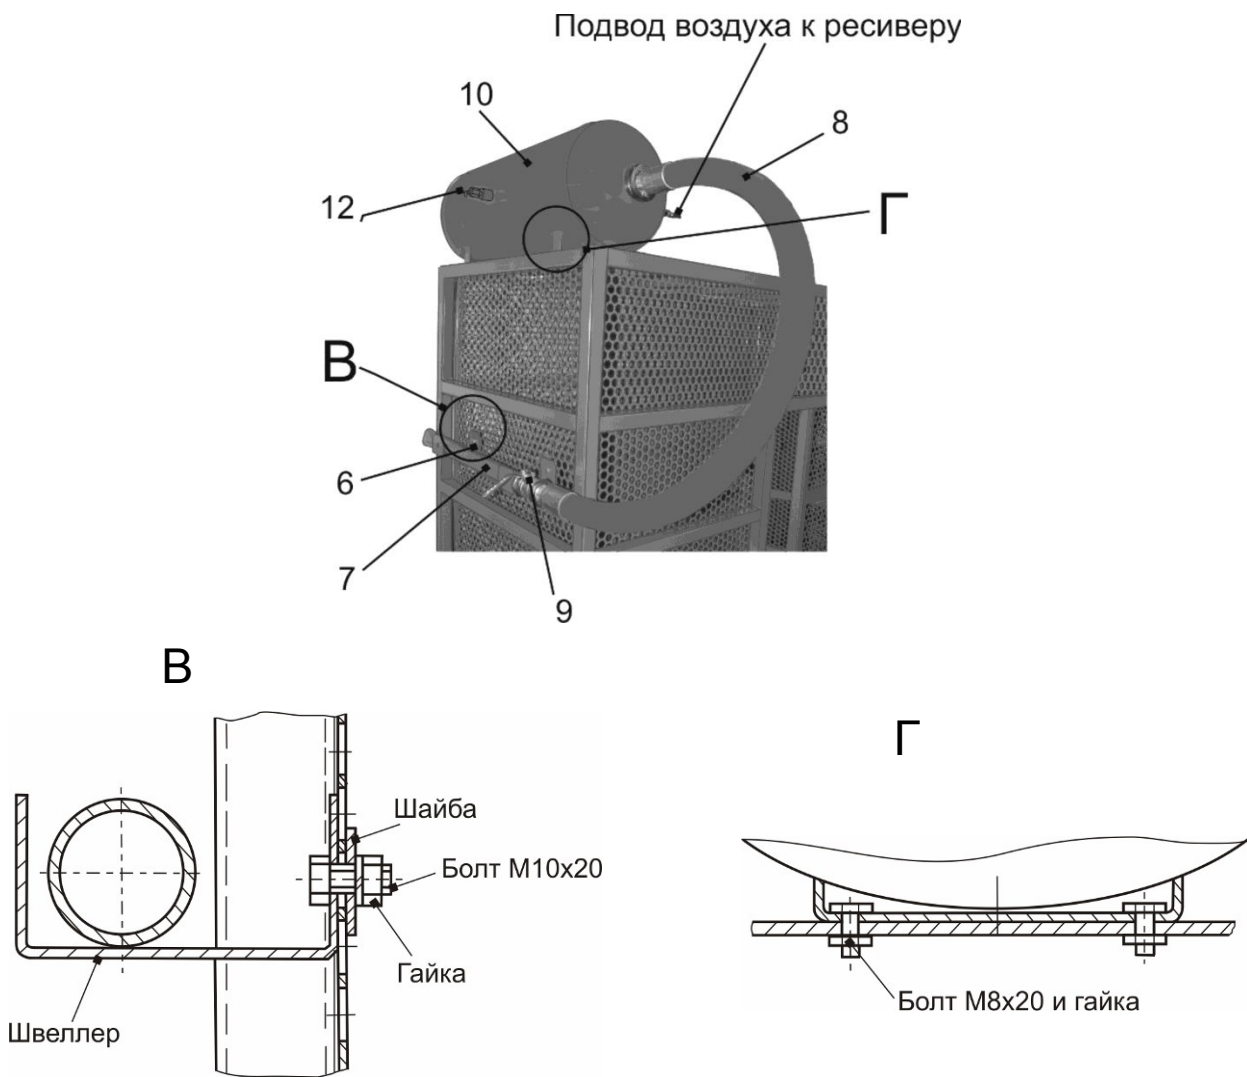 Подвод воздуха к ресиверу
10
8
12
Г
В
6
7
9
В
Г
Шайба
Болт М10х20
Гайка
Швеллер
Болт М8х20 и гайка